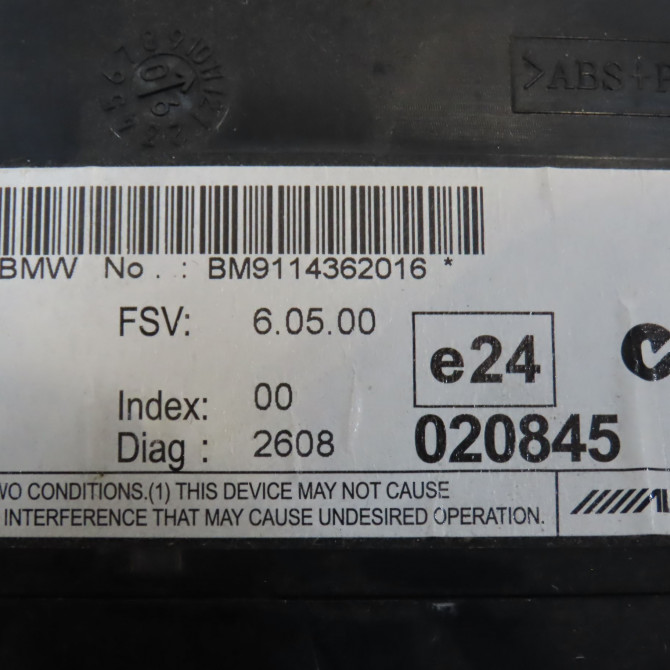 >ABS+P
BMW No . : BM9114362016 *
FSV: 6.05.00
e24
Index: 00
Diag : 2608
020845
WO CONDITIONS.(1) THIS DEVICE MAY NOT CAUSE
INTERFERENCE THAT MAY CAUSE UNDESIRED OPERATION.